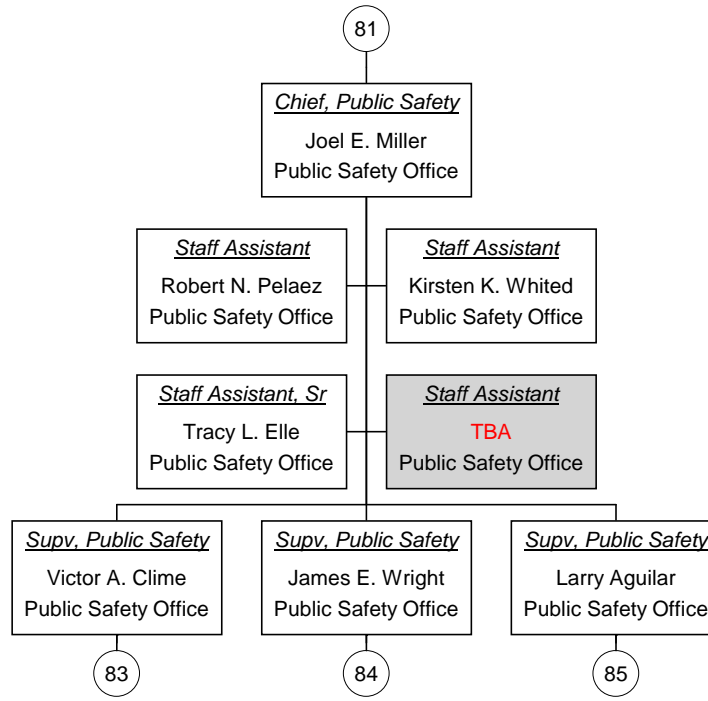 81
Chief, Public Safety
Joel E. Miller
Public Safety Office
Staff Assistant
Robert N. Pelaez
Public Safety Office
Staff Assistant
Kirsten K. Whited
Public Safety Office
Staff Assistant, Sr
Tracy L. Elle
Public Safety Office
Staff Assistant
TBA
Public Safety Office
Supv, Public Safety
Victor A. Clime
Public Safety Office
Supv, Public Safety
James E. Wright
Public Safety Office
Supv, Public Safety
Larry Aguilar
Public Safety Office
83
84
85